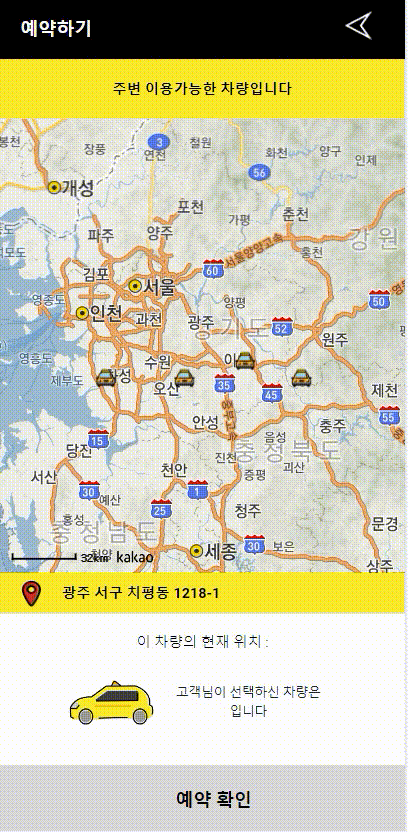 예약하기
주변 이용가능한 차량입니다
장풍
3
연천
철원
화천
양구
인제
56
개성
포천
가평
춘천
파주
양주
강원
홍천
서울양양고속
60
김포
서울
영종도
인천
과천
광주
양평
경기도
52
50
원주
영흥도
제부도
화성
수원
오산
이
35
45
제천
55
안성
중부고속
충주
음성
15
당진
진천
충청북도
괴산
서산
천안
증평
30
예산
1
25
청주
홍성
충청남도
문경
세종
30
보은
상주
32km
kakao
광주 서구 치평동 1218-1
이 차량의 현재 위치 :
고객님이 선택하신 차량은
입니다
예약 확인